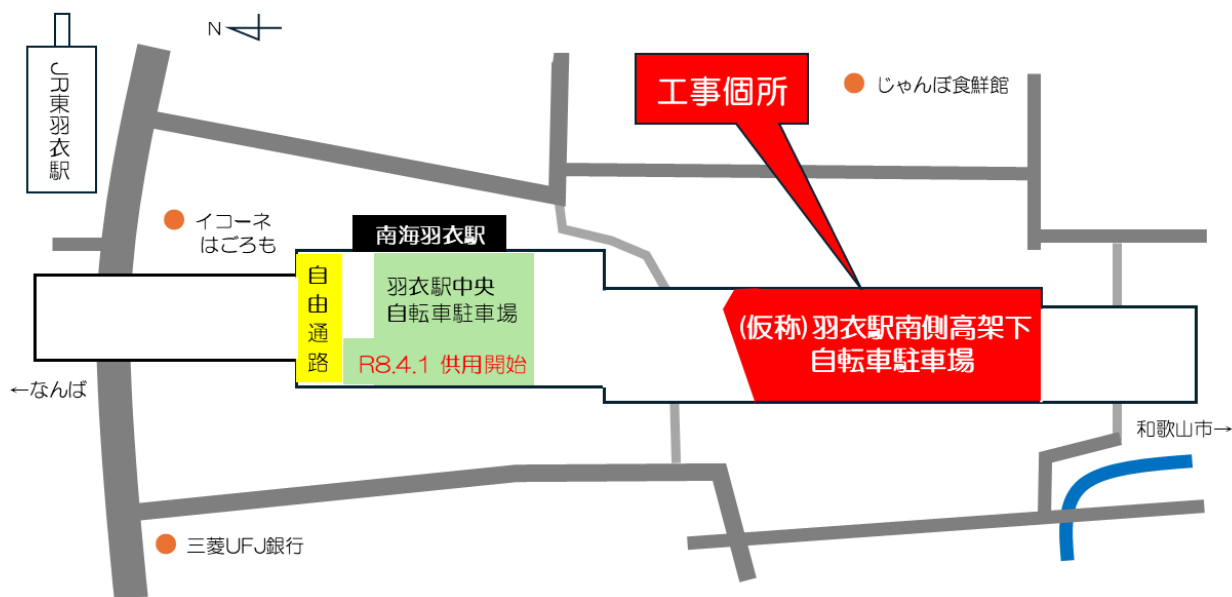 N
JR東羽衣駅
工事個所
じゃんぼ食鮮館
イコーネ
はごろも
南海羽衣駅
自由通路
羽衣駅中央
自転車駐車場
R8.4.1 供用開始
(仮称)羽衣駅南側高架下
自転車駐車場
←なんば
和歌山市→
三菱UFJ銀行